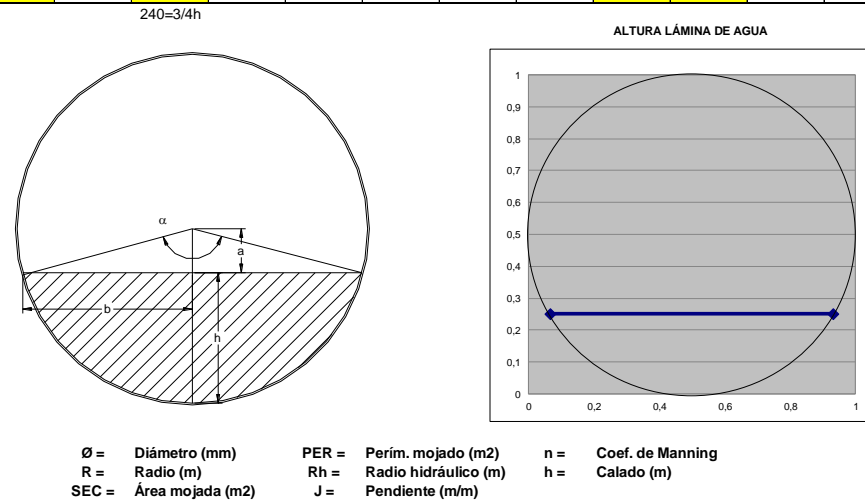 240=3/4h
ALTURA LÁMINA DE AGUA
α
a
b
h
1
0,9
0,8
0,7
0,6
0,5
0,4
0,3
0,2
0,1
0
0 0,2 0,4 0,6 0,8 1
Ø = Diámetro (mm) PER = Perím. mojado (m2) n = Coef. de Manning
R = Radio (m) Rh = Radio hidráulico (m) h = Calado (m)
SEC = Área mojada (m2) J = Pendiente (m/m)